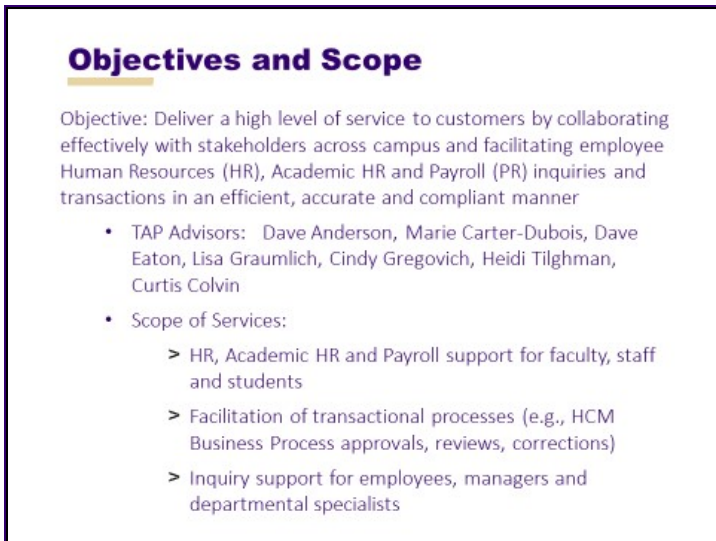 Objectives and Scope
Objective: Deliver a high level of service to customers by collaborating
effectively with stakeholders across campus and facilitating employee
Human Resources (HR), Academic HR and Payroll (PR) inquiries and
transactions in an efficient, accurate and compliant manner
• TAP Advisors:   Dave Anderson, Marie Carter-Dubois, Dave
Eaton, Lisa Graumlich, Cindy Gregovich, Heidi Tilghman,
Curtis Colvin
• Scope of Services:
> HR, Academic HR and Payroll support for faculty, staff
and students
> Facilitation of transactional processes (e.g., HCM
Business Process approvals, reviews, corrections)
> Inquiry support for employees, managers and
departmental specialists